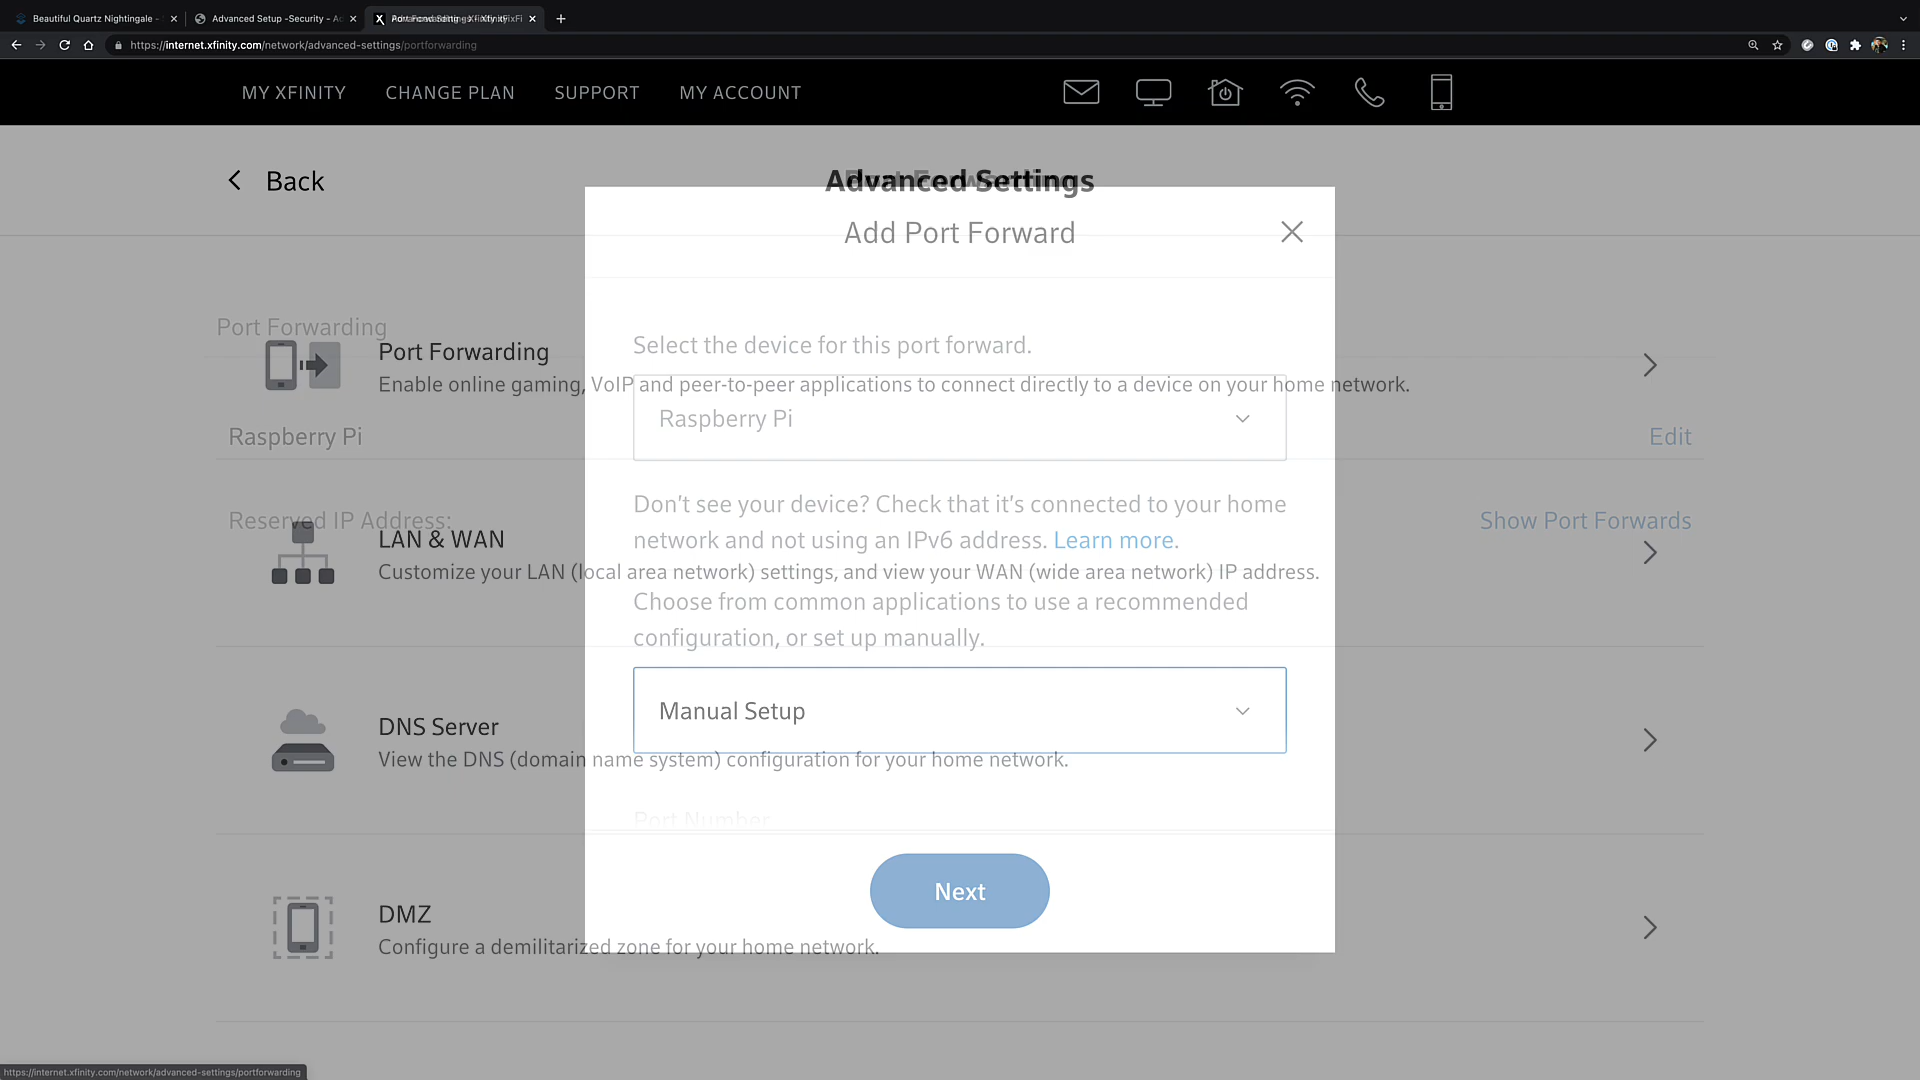 Beautiful Quartz Nightingale -
Advanced Setup -Security - Ad
https://internet.xfinity.com/network/advanced-settings/portforwarding
MY XFINITY
CHANGE PLAN
SUPPORT
MY ACCOUNT
Back
Advanced Settings
Add Port Forward
Port Forwarding
Select the device for this port forward.
Port Forwarding
Enable online gaming, VoIP and peer-to-peer applications to connect directly to a device on your home network.
Raspberry Pi
Raspberry Pi
Edit
Don't see your device? Check that it's connected to your home
network and not using an IPv6 address. Learn more.
Reserved IP Address:
Show Port Forwards
LAN & WAN
Customize your LAN (local area network) settings, and view your WAN (wide area network) IP address.
Choose from common applications to use a recommended
configuration, or set up manually.
Manual Setup
DNS Server
View the DNS (domain name system) configuration for your home network.
Port Number
Next
DMZ
Configure a demilitarized zone for your home network.
https://internet.xfinity.com/network/advanced-settings/portforwarding